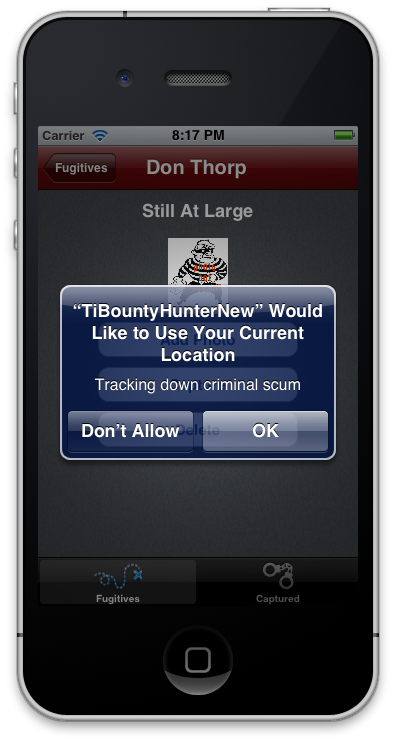 Carrier 8:17 PM
Fugitives Don Thorp
Still At Large
“TiBountyHunterNew” Would
Like to Use Your Current
Location
Add Photo
Tracking down criminal scum
Don’t Allow OK
Delete
Fugitives Captured